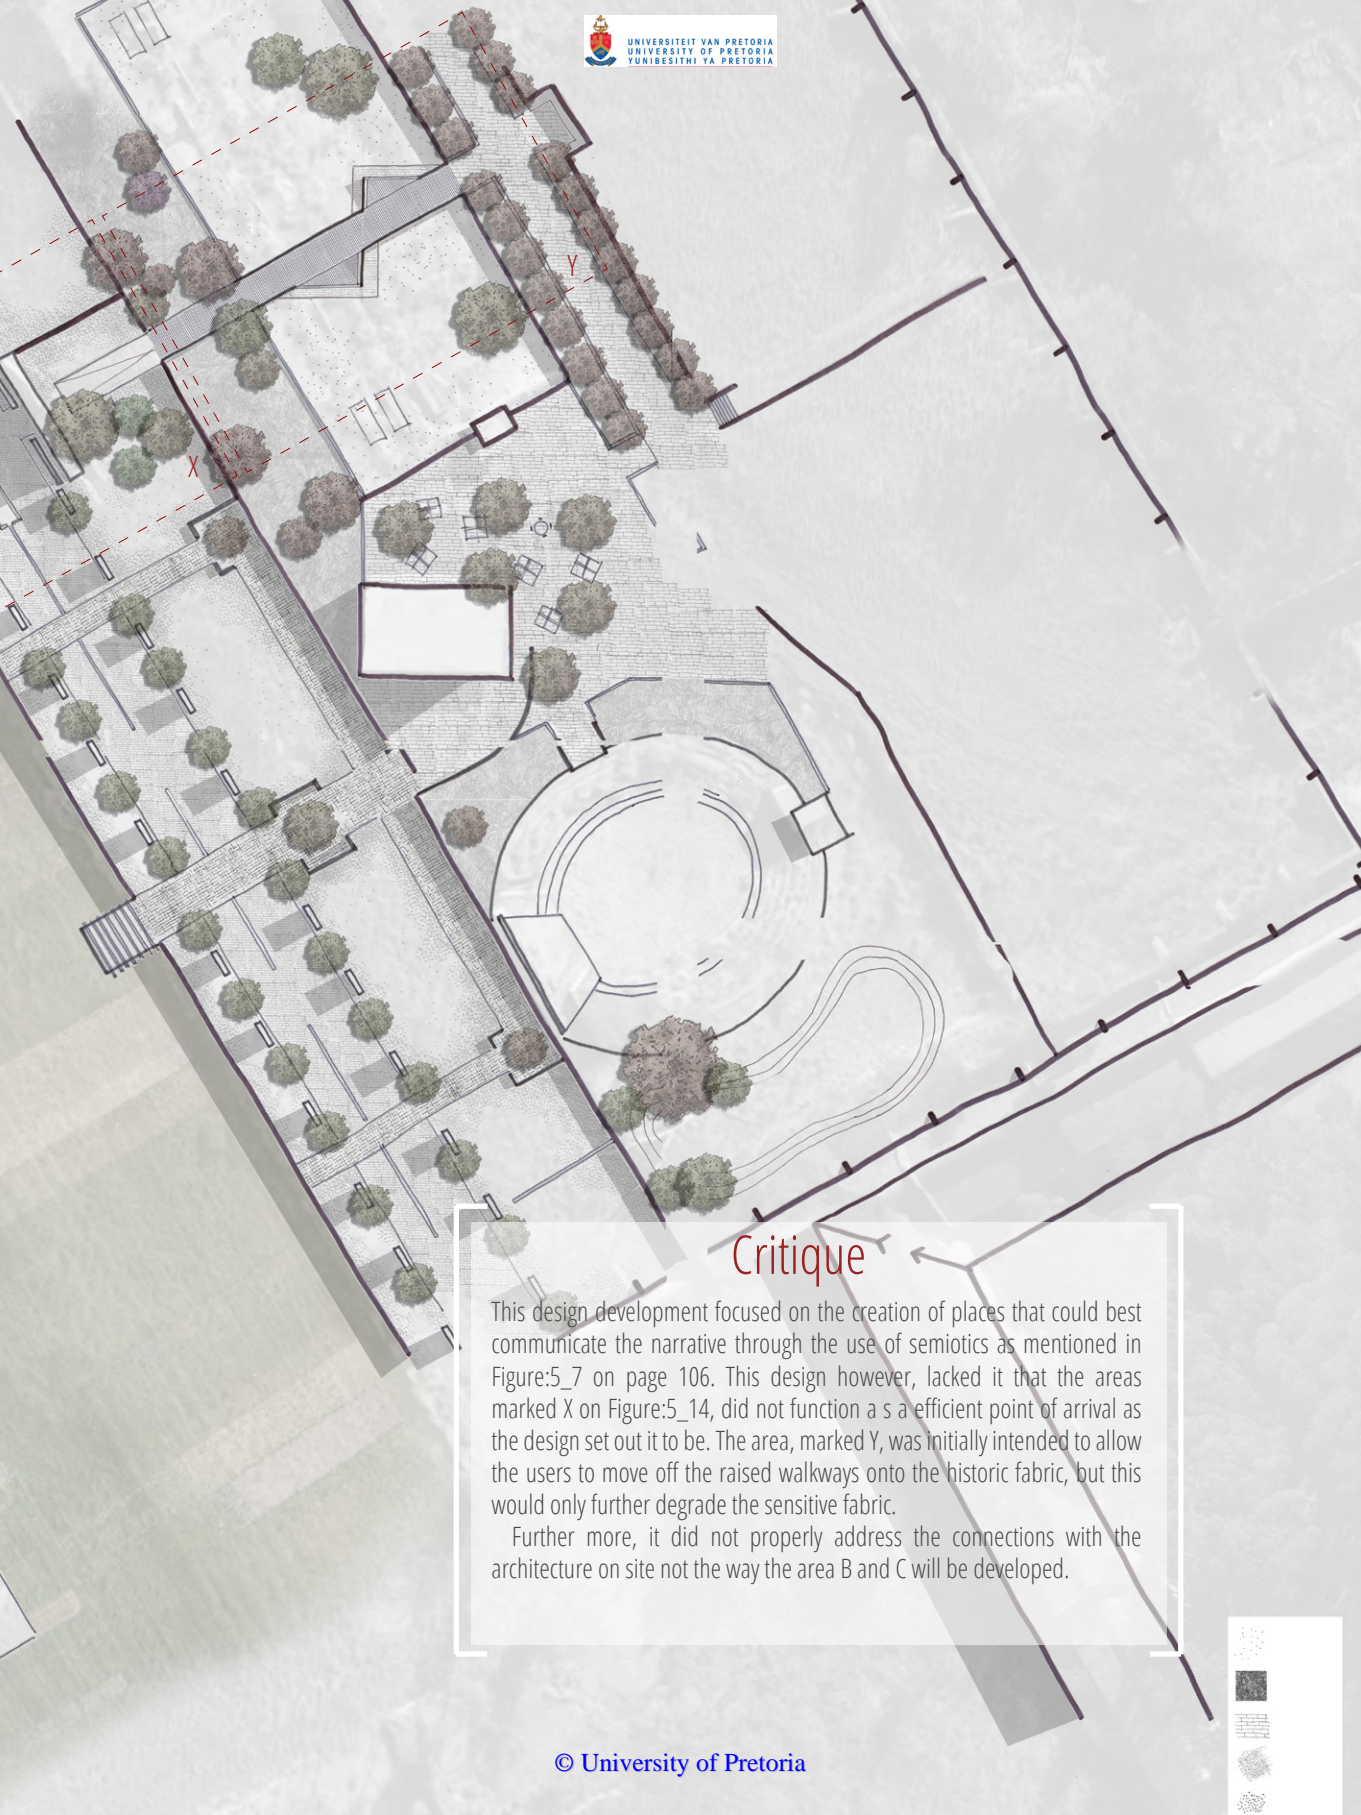 UNIVERSITEIT VAN PRETORIA
UNIVERSITY OF PRETORIA
YUNIBESITHI YA PRETORIA
Y
X
Critique
This design development focused on the creation of places that could best
communicate the narrative through the use of semiotics as mentioned in
Figure:5_7 on page 106. This design however, lacked it that the areas
marked X on Figure:5_14, did not function a s a efficient point of arrival as
the design set out it to be. The area, marked Y, was initially intended to allow
the users to move off the raised walkways onto the historic fabric, but this
would only further degrade the sensitive fabric.
Further more, it did not properly address the connections with the
architecture on site not the way the area B and C will be developed.
© University of Pretoria